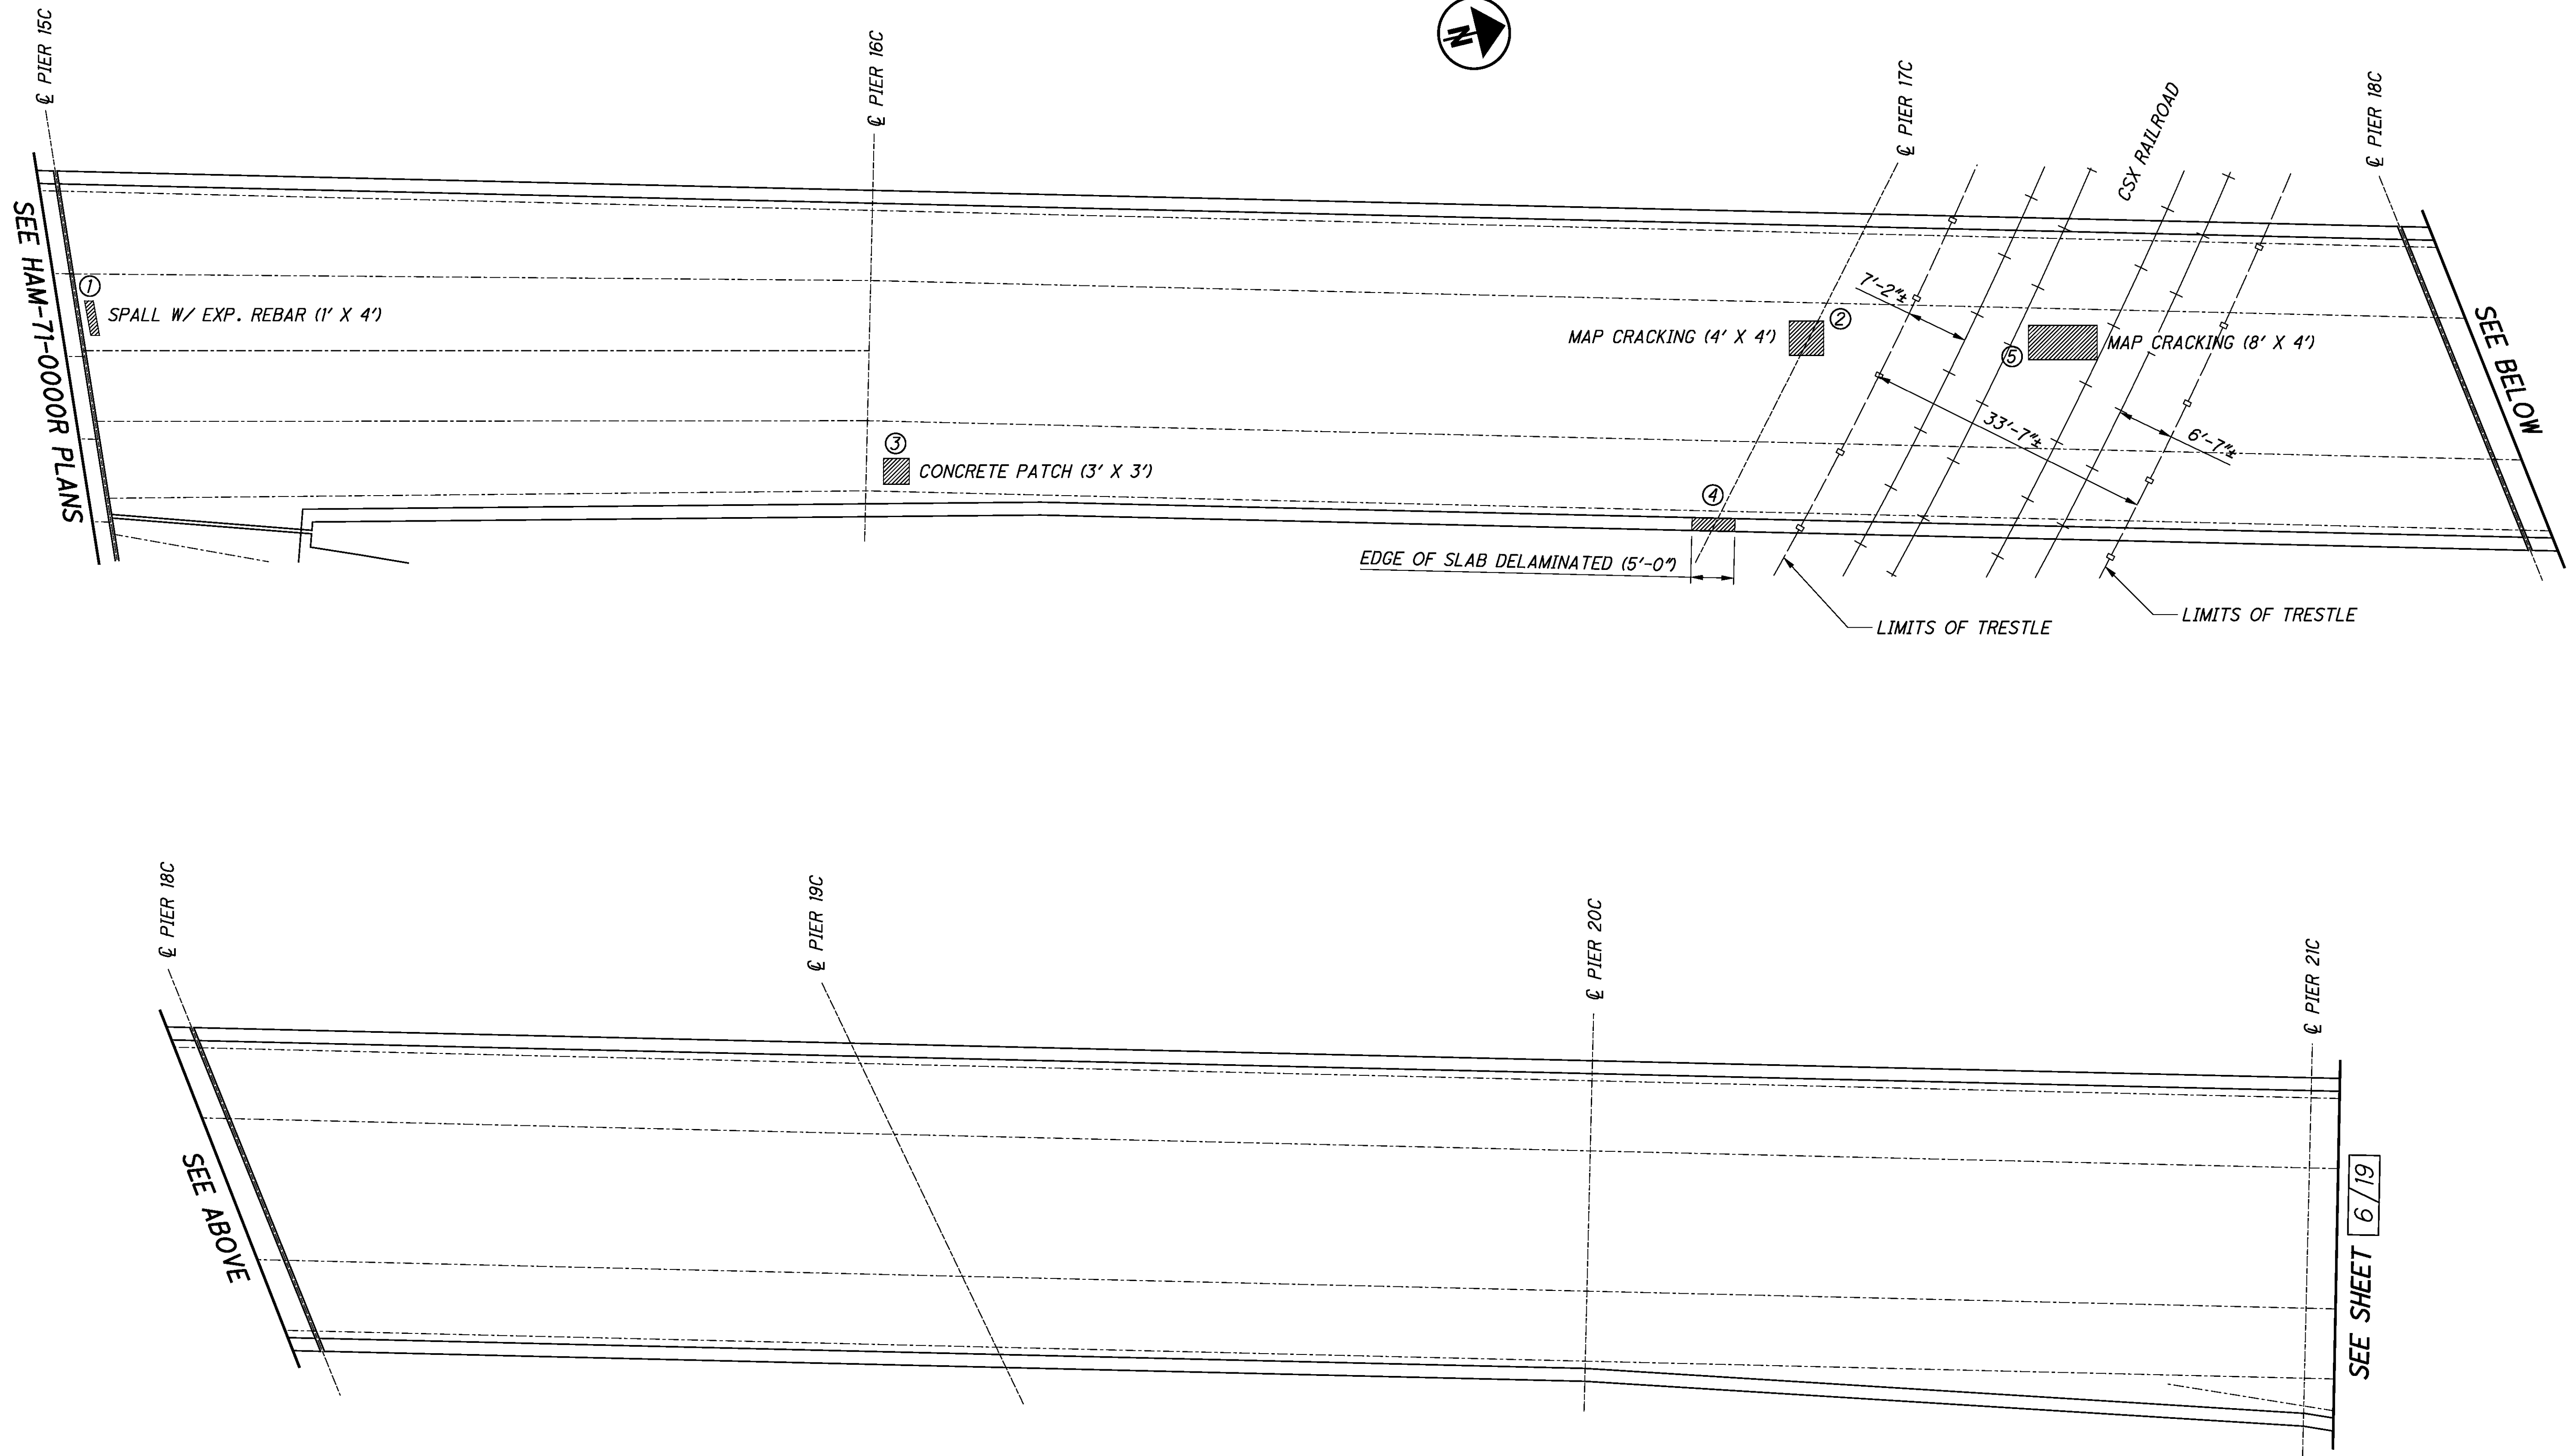 ℄ PIER 15C
℄ PIER 16C
N
℄ PIER 17C
CSX RAILROAD
℄ PIER 18C
SEE HAM-71-0000R PLANS
①
SPALL W/ EXP. REBAR (1' X 4')
MAP CRACKING (4' X 4')
②
7'-2"±
⑤
MAP CRACKING (8' X 4')
33'-7"±
6'-7"±
SEE BELOW
③
CONCRETE PATCH (3' X 3')
④
EDGE OF SLAB DELAMINATED (5'-0")
LIMITS OF TRESTLE
LIMITS OF TRESTLE
℄ PIER 18C
℄ PIER 19C
℄ PIER 20C
℄ PIER 21C
SEE ABOVE
SEE SHEET 6/19